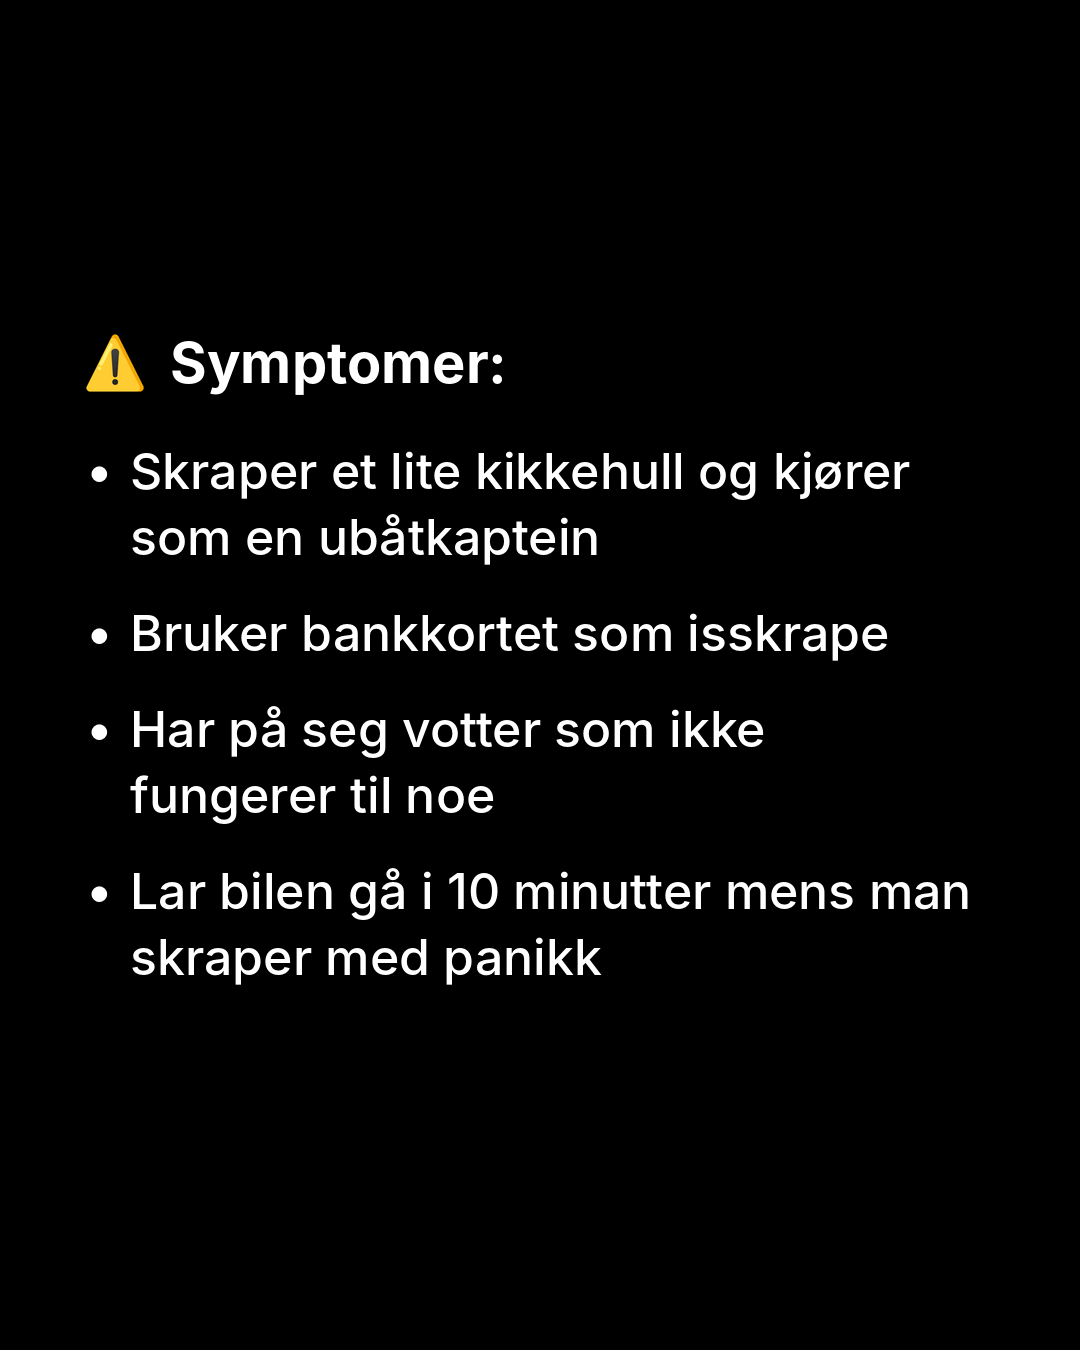 ⚠️ Symptomer:
• Skraper et lite kikkehull og kjører
som en ubåtkaptein
• Bruker bankkortet som isskrape
• Har på seg votter som ikke
fungerer til noe
• Lar bilen gå i 10 minutter mens man
skraper med panikk